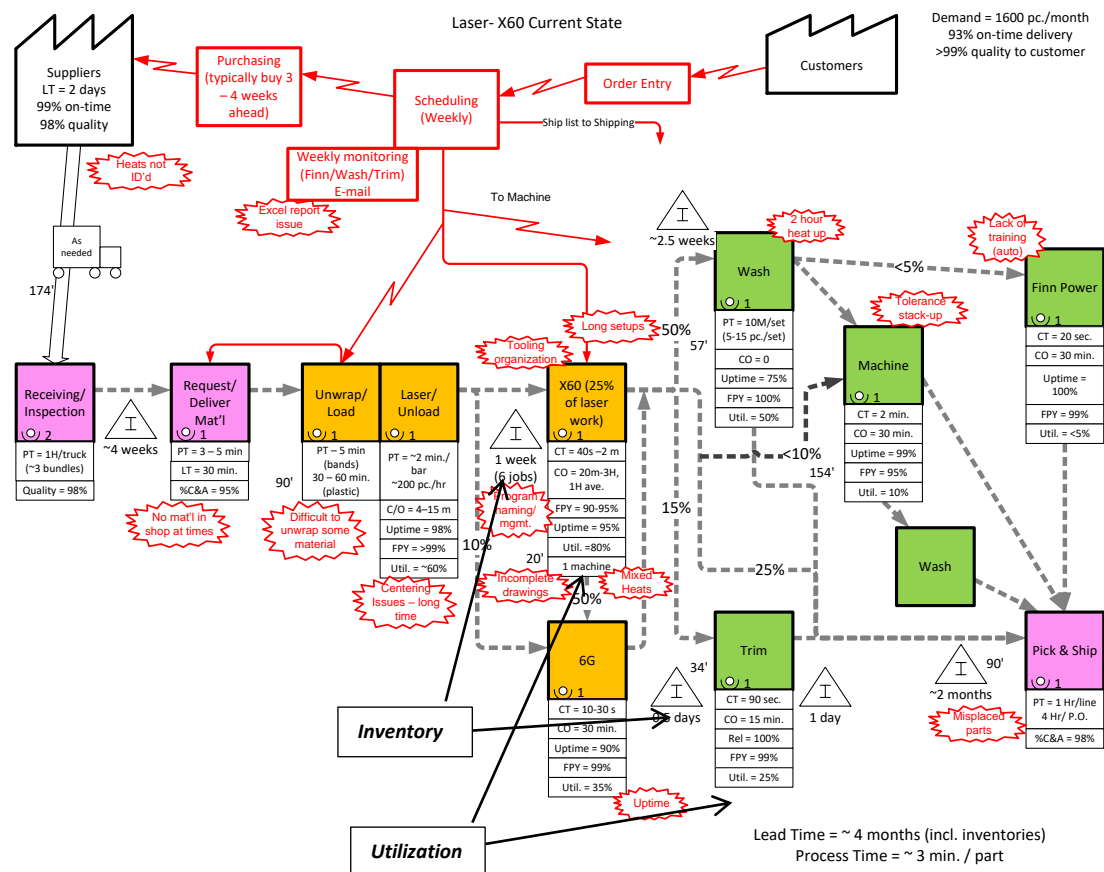 Laser- X60 Current State
Demand = 1600 pc./month
93% on-time delivery
>99% quality to customer
Suppliers
LT = 2 days
99% on-time
98% quality
Purchasing
(typically buy 3
– 4 weeks
ahead)
Scheduling
(Weekly)
Order Entry
Customers
Ship list to Shipping
Weekly monitoring
(Finn/Wash/Trim)
E-mail
Heats not
ID'd
Excel report
issue
To Machine
As
needed
174'
I
~2.5 weeks
2 hour
heat up
Lack of
training
(auto)
Wash
1
<5%
Finn Power
1
50%
57'
Long setups
Tooling
organization
Tolerance
stack-up
PT = 10M/set
(5-15 pc./set)
CO = 0
Uptime = 75%
FPY = 100%
Util. = 50%
Machine
1
CT = 20 sec.
CO = 30 min.
Uptime =
100%
FPY = 99%
Util. = <5%
Receiving/
Inspection
2
PT = 1H/truck
(~3 bundles)
Quality = 98%
I
~4 weeks
Request/
Deliver
Mat'l
1
PT = 3 – 5 min
LT = 30 min.
%C&A = 95%
No mat'l in
shop at times
90'
Unwrap/
Load
1
PT – 5 min
(bands)
30 – 60 min.
(plastic)
Difficult to
unwrap some
material
Laser/
Unload
1
PT = ~2 min./
bar
~200 pc./hr
C/O = 4–15 m
Uptime = 98%
FPY = >99%
Util. = ~60%
Centering
Issues – long
time
10%
I
1 week
(6 jobs)
Program
naming/
mgmt.
20'
Incomplete
drawings
X60 (25%
of laser
work)
1
CT = 40s –2 m
CO = 20m-3H,
1H ave.
FPY = 90-95%
Uptime = 95%
Util. =80%
1 machine
Mixed
Heats
50%
<10%
154'
15%
25%
CT = 2 min.
CO = 30 min.
Uptime = 99%
FPY = 95%
Util. = 10%
Wash
6G
1
CT = 10-30 s
CO = 30 min.
Uptime = 90%
FPY = 99%
Util. = 35%
Uptime
34'
I
0.5 days
Trim
1
CT = 90 sec.
CO = 15 min.
Rel = 100%
FPY = 99%
Util. = 25%
I
1 day
I
90'
~2 months
Misplaced
parts
Pick & Ship
1
PT = 1 Hr/line
4 Hr/ P.O.
%C&A = 98%
Inventory
Utilization
Lead Time = ~ 4 months (incl. inventories)
Process Time = ~ 3 min. / part